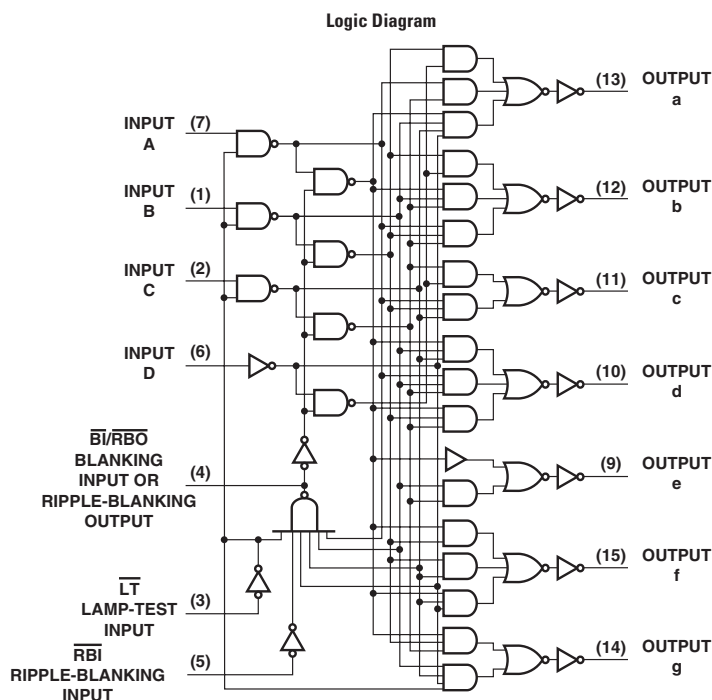 Logic Diagram
INPUT
A
(7)
INPUT
B
(1)
INPUT
C
(2)
INPUT
D
(6)
BI/RBO
BLANKING
INPUT OR
RIPPLE-BLANKING
OUTPUT
(4)
LT
LAMP-TEST
INPUT
(3)
RBI
RIPPLE-BLANKING
INPUT
(5)
(13)
OUTPUT
a
(12)
OUTPUT
b
(11)
OUTPUT
c
(10)
OUTPUT
d
(9)
OUTPUT
e
(15)
OUTPUT
f
(14)
OUTPUT
g